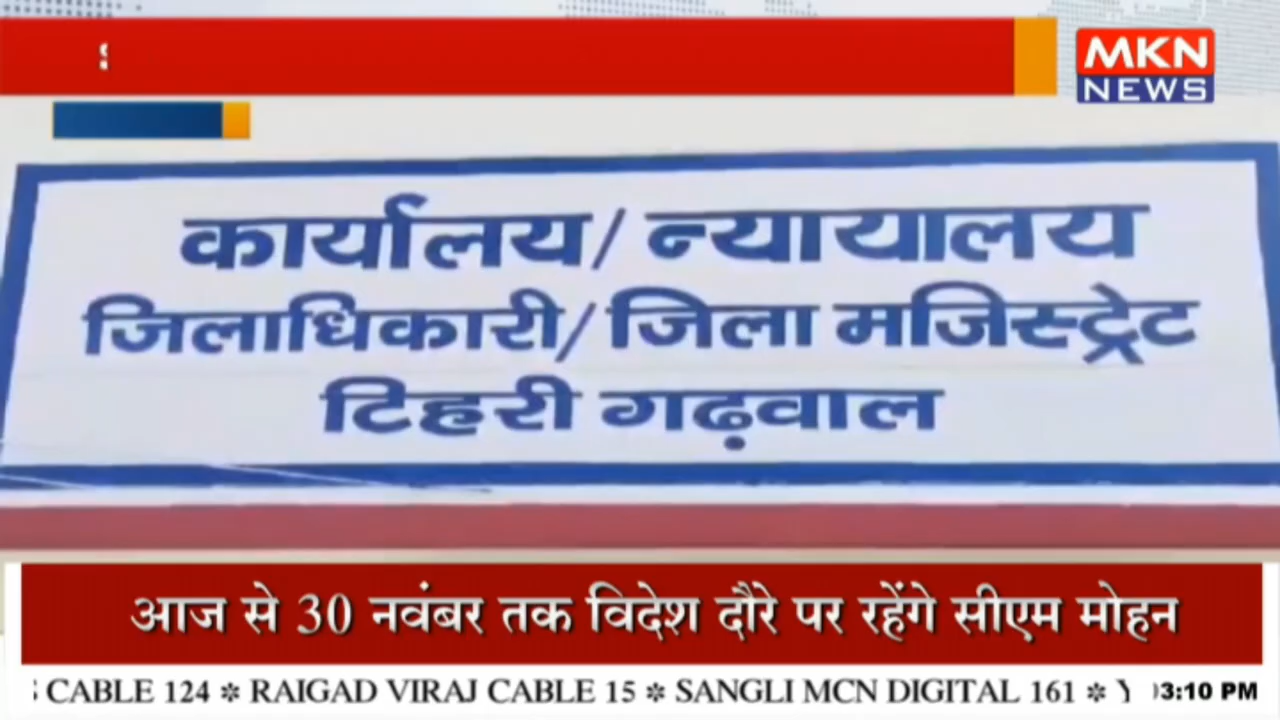 MKN
NEWS
कार्यालय/ न्यायालय
जिलाधिकारी/ जिला मजिस्ट्रेट
टिहरी गढ़वाल
आज से 30 नवंबर तक विदेश दौरे पर रहेंगे सीएम मोहन
CABLE 124 * RAIGAD VIRAJ CABLE 15 * SANGLI MCN DIGITAL 161 * 3:10 PM